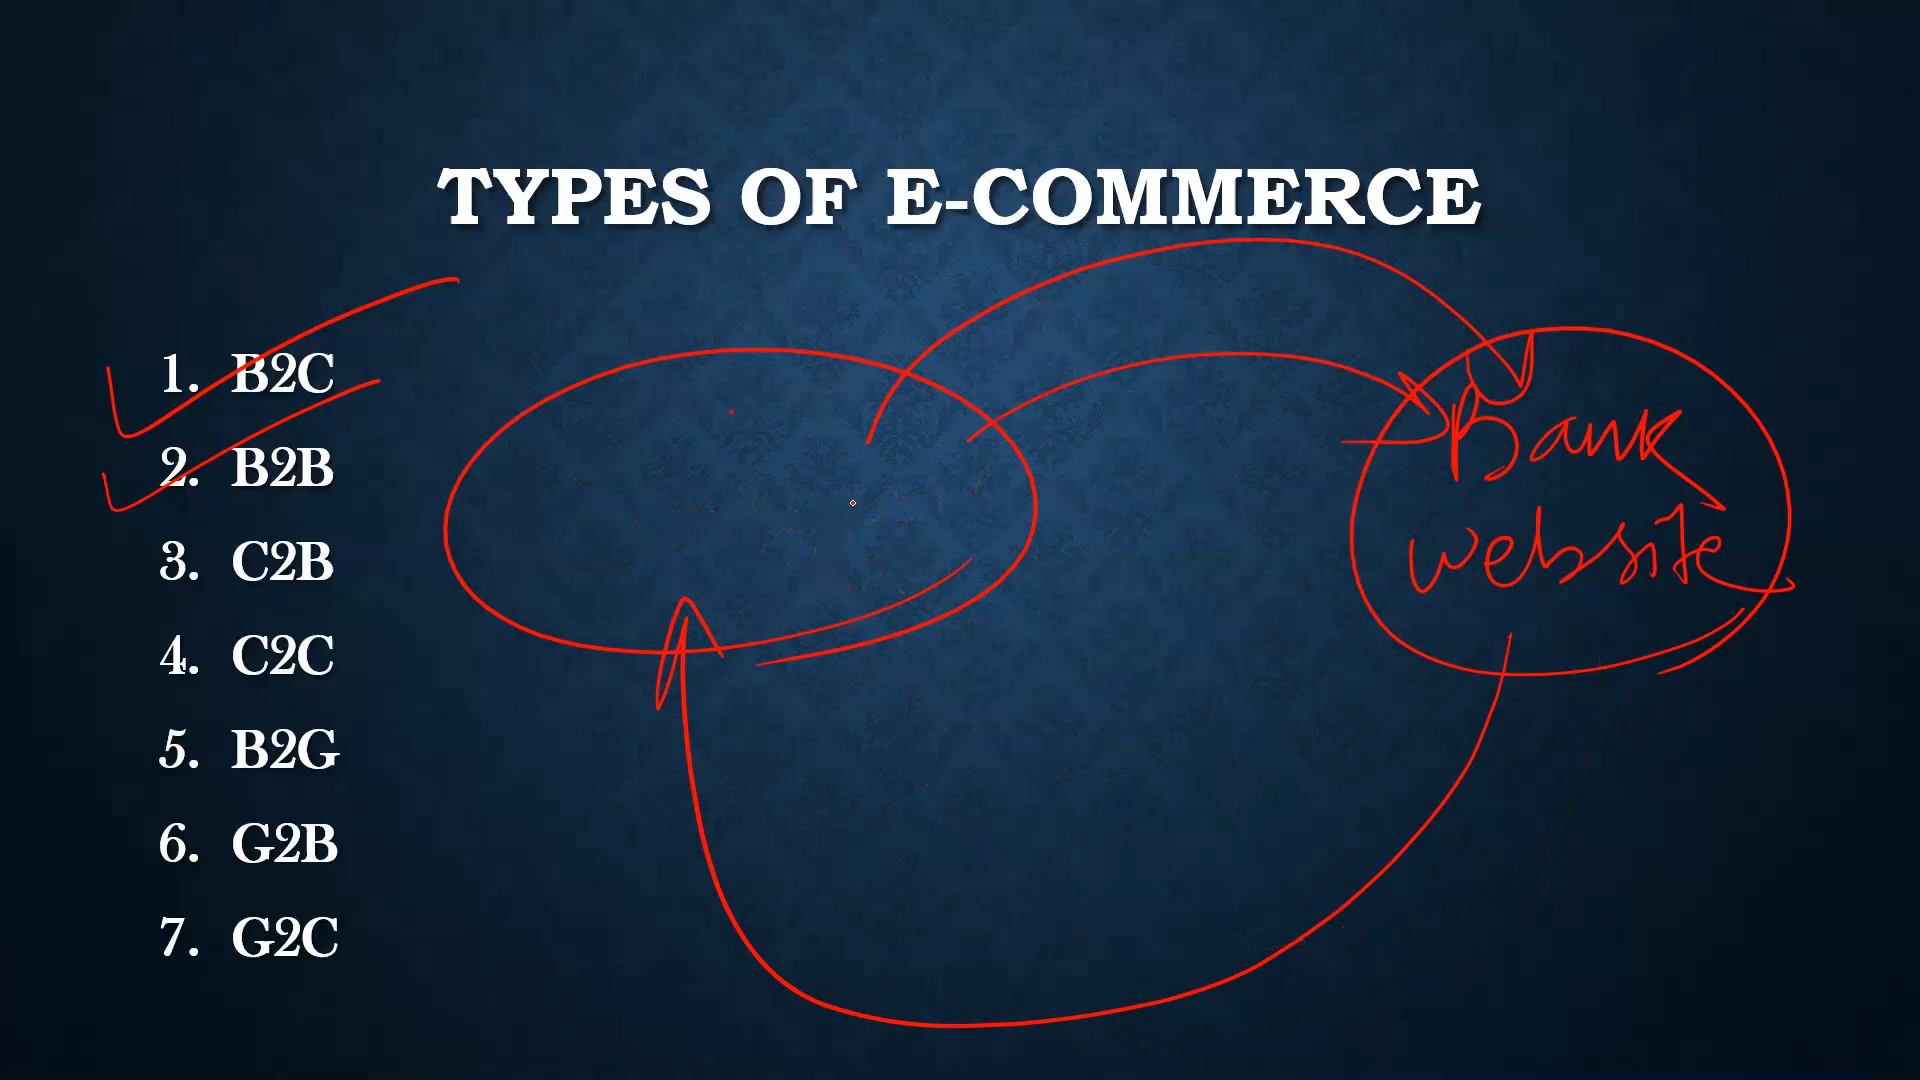 TYPES OF E-COMMERCE
1. B2C
2. B2B
3. C2B
4. C2C
5. B2G
6. G2B
7. G2C
Bank
website